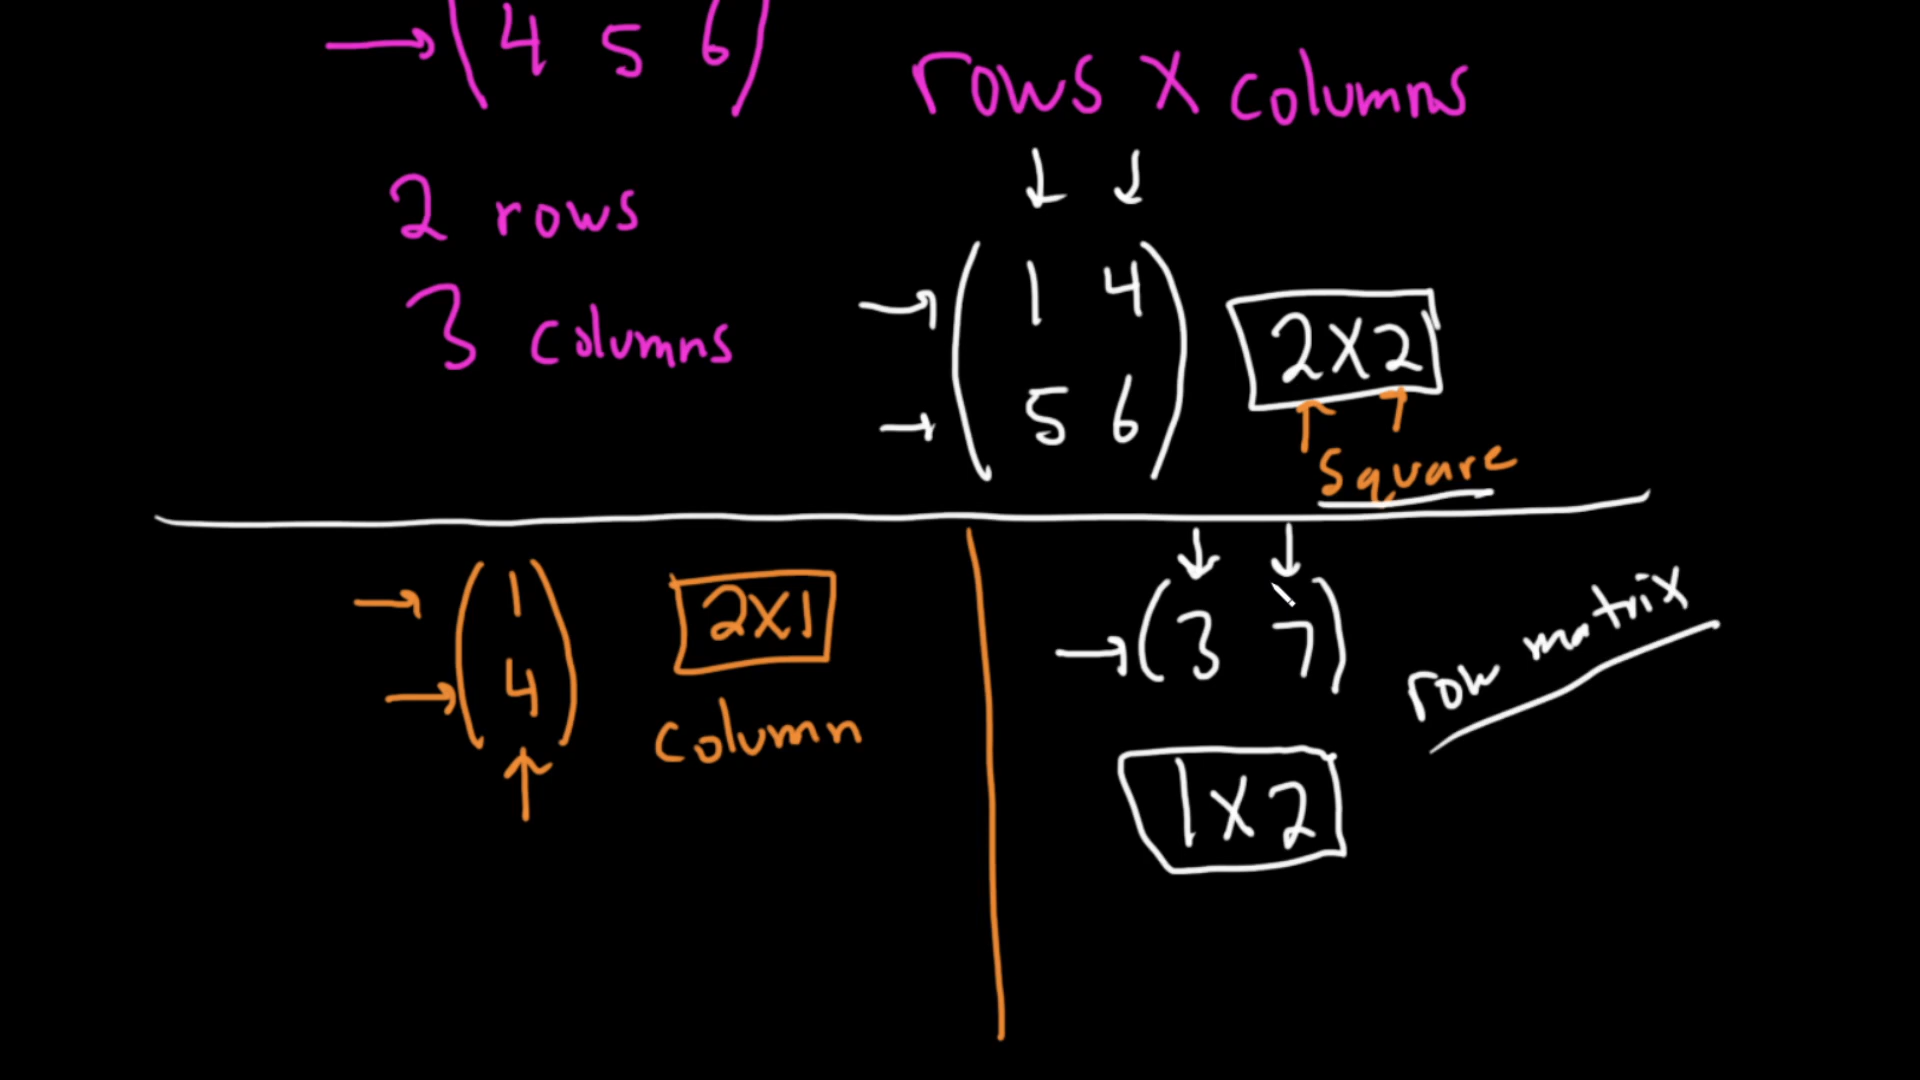 (4 5 6)
rows X columns
2 rows
3 columns
(1 4
5 6)
2X2
Square
(1
4)
2X1
column
(3 7)
row matrix
1X2